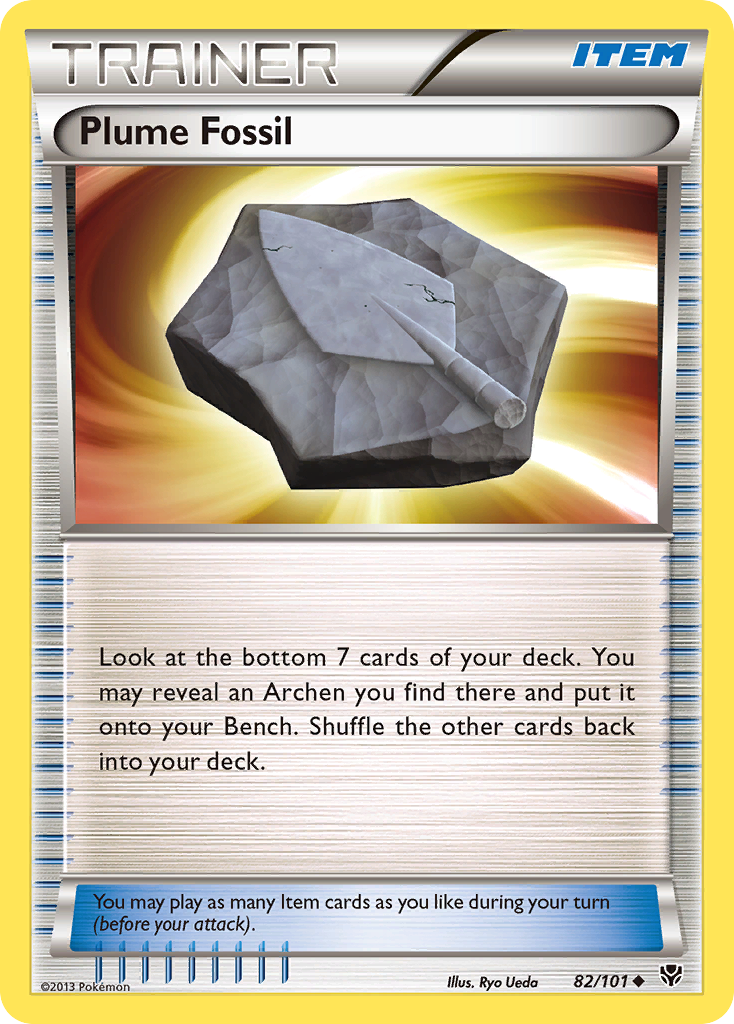 TRAINER
ITEM
Plume Fossil
Look at the bottom 7 cards of your deck. You
may reveal an Archen you find there and put it
onto your Bench. Shuffle the other cards back
into your deck.
You may play as many Item cards as you like during your turn
(before your attack).
©2013 Pokémon
Illus. Ryo Ueda
82/101